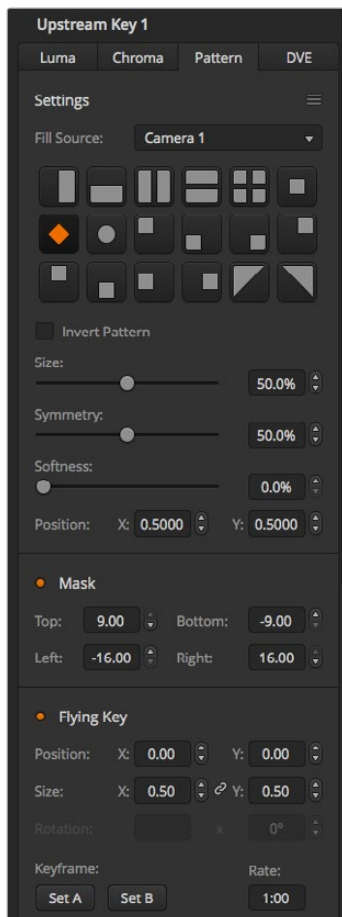 Upstream Key 1
Luma Chroma Pattern DVE
Settings
Fill Source: Camera 1
Invert Pattern
Size:
50.0%
Symmetry:
50.0%
Softness:
0.0%
Position: X: 0.5000 Y: 0.5000
Mask
Top: 9.00 Bottom: -9.00
Left: -16.00 Right: 16.00
Flying Key
Position: X: 0.00 Y: 0.00
Size: X: 0.50 Y: 0.50
Rotation: x 0°
Keyframe: Rate:
Set A Set B 1:00